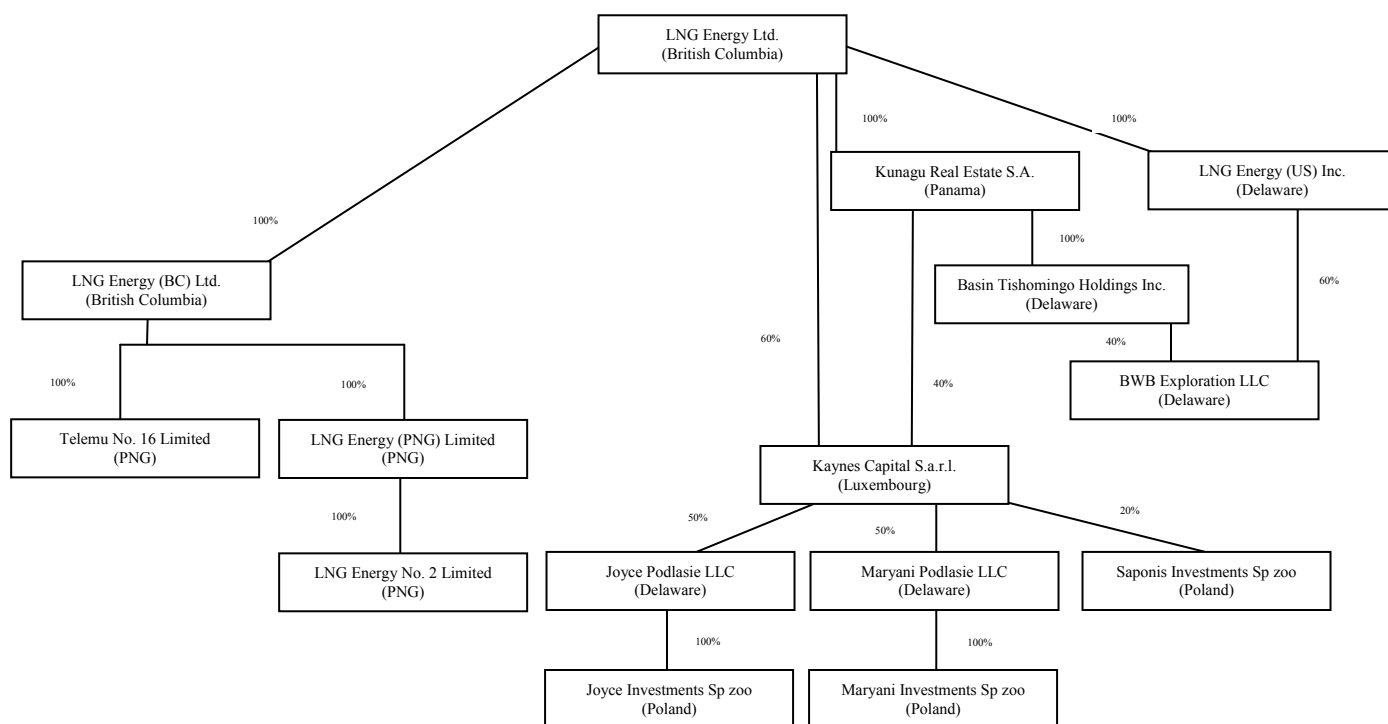 LNG Energy Ltd.
(British Columbia)
100%
100%
Kunagu Real Estate S.A.
(Panama)
LNG Energy (US) Inc.
(Delaware)
100%
LNG Energy (BC) Ltd.
(British Columbia)
100%
Basin Tishomingo Holdings Inc.
(Delaware)
60%
60%
40%
BWB Exploration LLC
(Delaware)
100%
100%
40%
Telemu No. 16 Limited
(PNG)
LNG Energy (PNG) Limited
(PNG)
Kaynes Capital S.a.r.l.
(Luxembourg)
100%
50%
50%
20%
LNG Energy No. 2 Limited
(PNG)
Joyce Podlasie LLC
(Delaware)
Maryani Podlasie LLC
(Delaware)
Saponis Investments Sp zoo
(Poland)
100%
100%
Joyce Investments Sp zoo
(Poland)
Maryani Investments Sp zoo
(Poland)